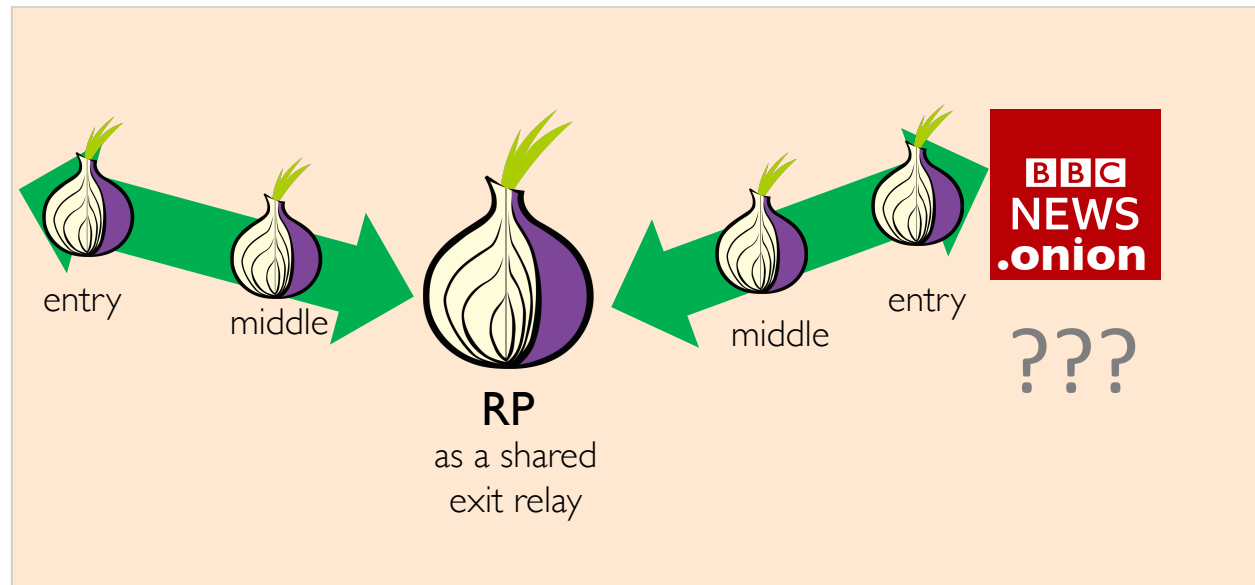 entry
middle
RP
as a shared
exit relay
middle
entry
BBC
NEWS
.onion
???